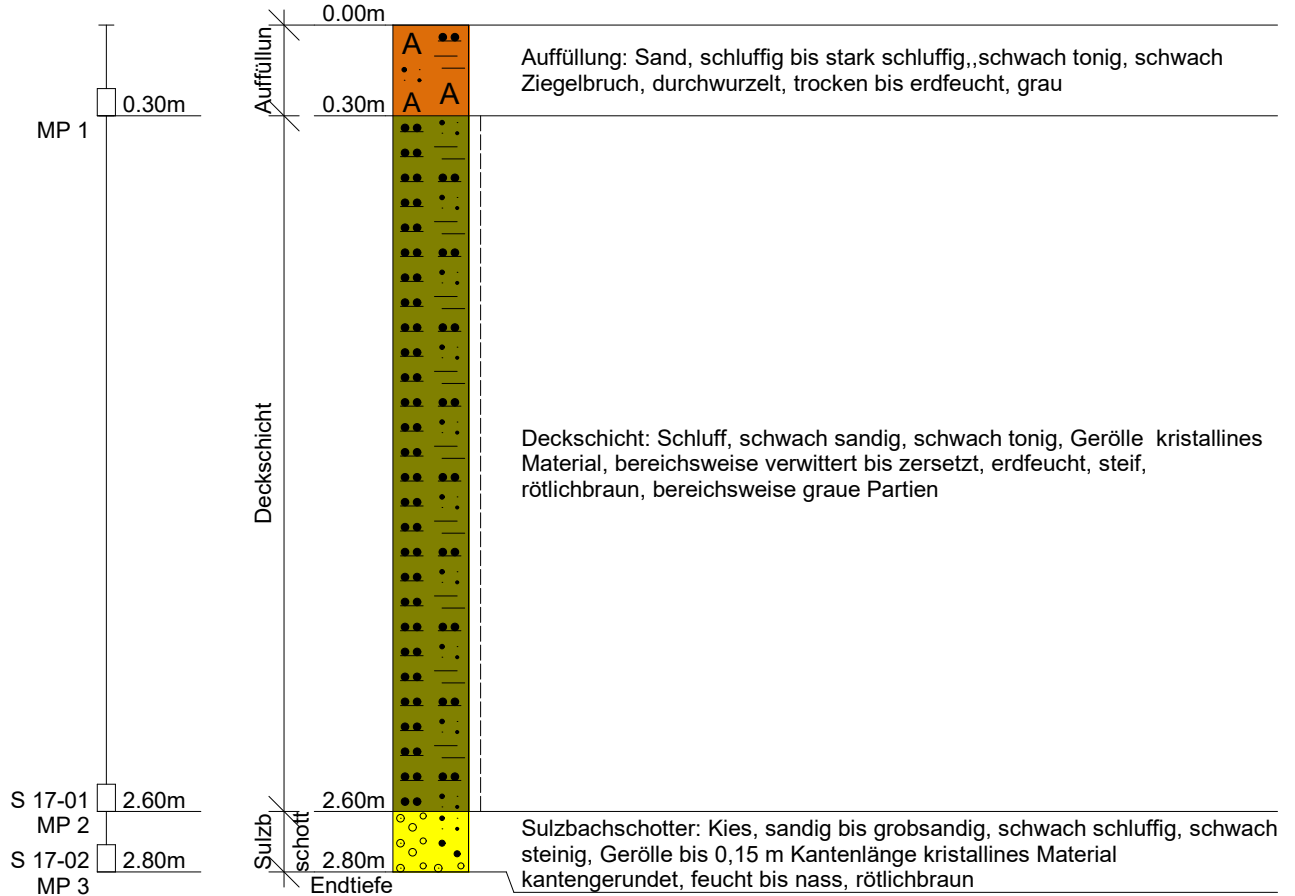 0.00m
Auffüllun
A
A
A
Auffüllung: Sand, schluffig bis stark schluffig,,schwach tonig, schwach
Ziegelbruch, durchwurzelt, trocken bis erdfeucht, grau
0.30m
0.30m
MP 1
Deckschicht
Deckschicht: Schluff, schwach sandig, schwach tonig, Gerölle kristallines
Material, bereichsweise verwittert bis zersetzt, erdfeucht, steif,
rötlichbraun, bereichsweise graue Partien
S 17-01
2.60m
2.60m
MP 2
Sulzb
schott
Sulzbachschotter: Kies, sandig bis grobsandig, schwach schluffig, schwach
steinig, Gerölle bis 0,15 m Kantenlänge kristallines Material
kantengerundet, feucht bis nass, rötlichbraun
S 17-02
2.80m
2.80m
MP 3
Endtiefe